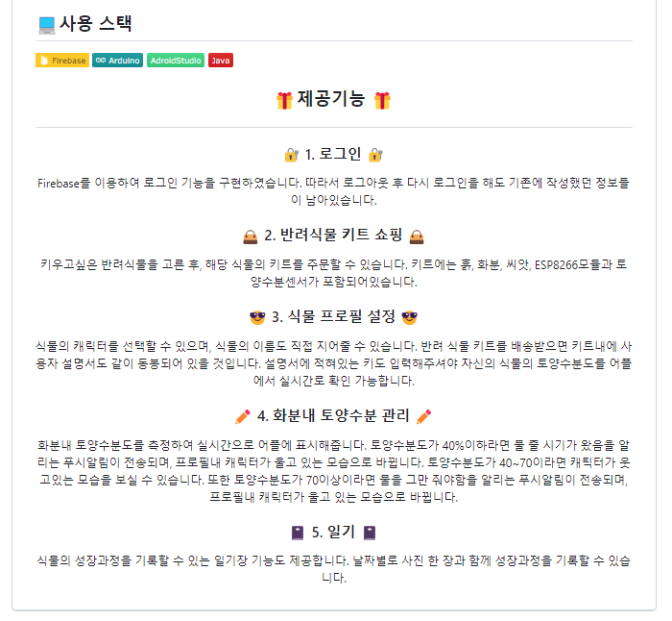 사용 스택
Firebase Arduino AdroidStudio Java
제공기능
1. 로그인
Firebase를 이용하여 로그인 기능을 구현하였습니다. 따라서 로그아웃 후 다시 로그인을 해도 기존에 작성했던 정보들
이 남아있습니다.
2. 반려식물 키트 쇼핑
키우고싶은 반려식물을 고른 후, 해당 식물의 키트를 주문할 수 있습니다. 키트에는 흙, 화분, 씨앗, ESP8266모듈과 토
양수분센서가 포함되어있습니다.
3. 식물 프로필 설정
식물의 캐릭터를 선택할 수 있으며, 식물의 이름도 직접 지어줄 수 있습니다. 반려 식물 키트를 배송받으면 키트내에 사
용자 설명서도 같이 동봉되어 있을 것입니다. 설명서에 적혀있는 키도 입력해주셔야 자신의 식물의 토양수분도를 어플
에서 실시간로 확인 가능합니다.
4. 화분내 토양수분 관리
화분내 토양수분도를 측정하여 실시간으로 어플에 표시해줍니다. 토양수분도가 40%이하라면 물 줄 시기가 왔음을 알
리는 푸시알림이 전송되며, 프로필내 캐릭터가 울고 있는 모습으로 바뀝니다. 토양수분도가 40~70이라면 캐릭터가 웃
고있는 모습을 보실 수 있습니다. 또한 토양수분도가 70이상이라면 물을 그만 줘야함을 알리는 푸시알림이 전송되며,
프로필내 캐릭터가 울고 있는 모습으로 바뀝니다.
5. 일기
식물의 성장과정을 기록할 수 있는 일기장 기능도 제공합니다. 날짜별로 사진 한 장과 함께 성장과정을 기록할 수 있습
니다.